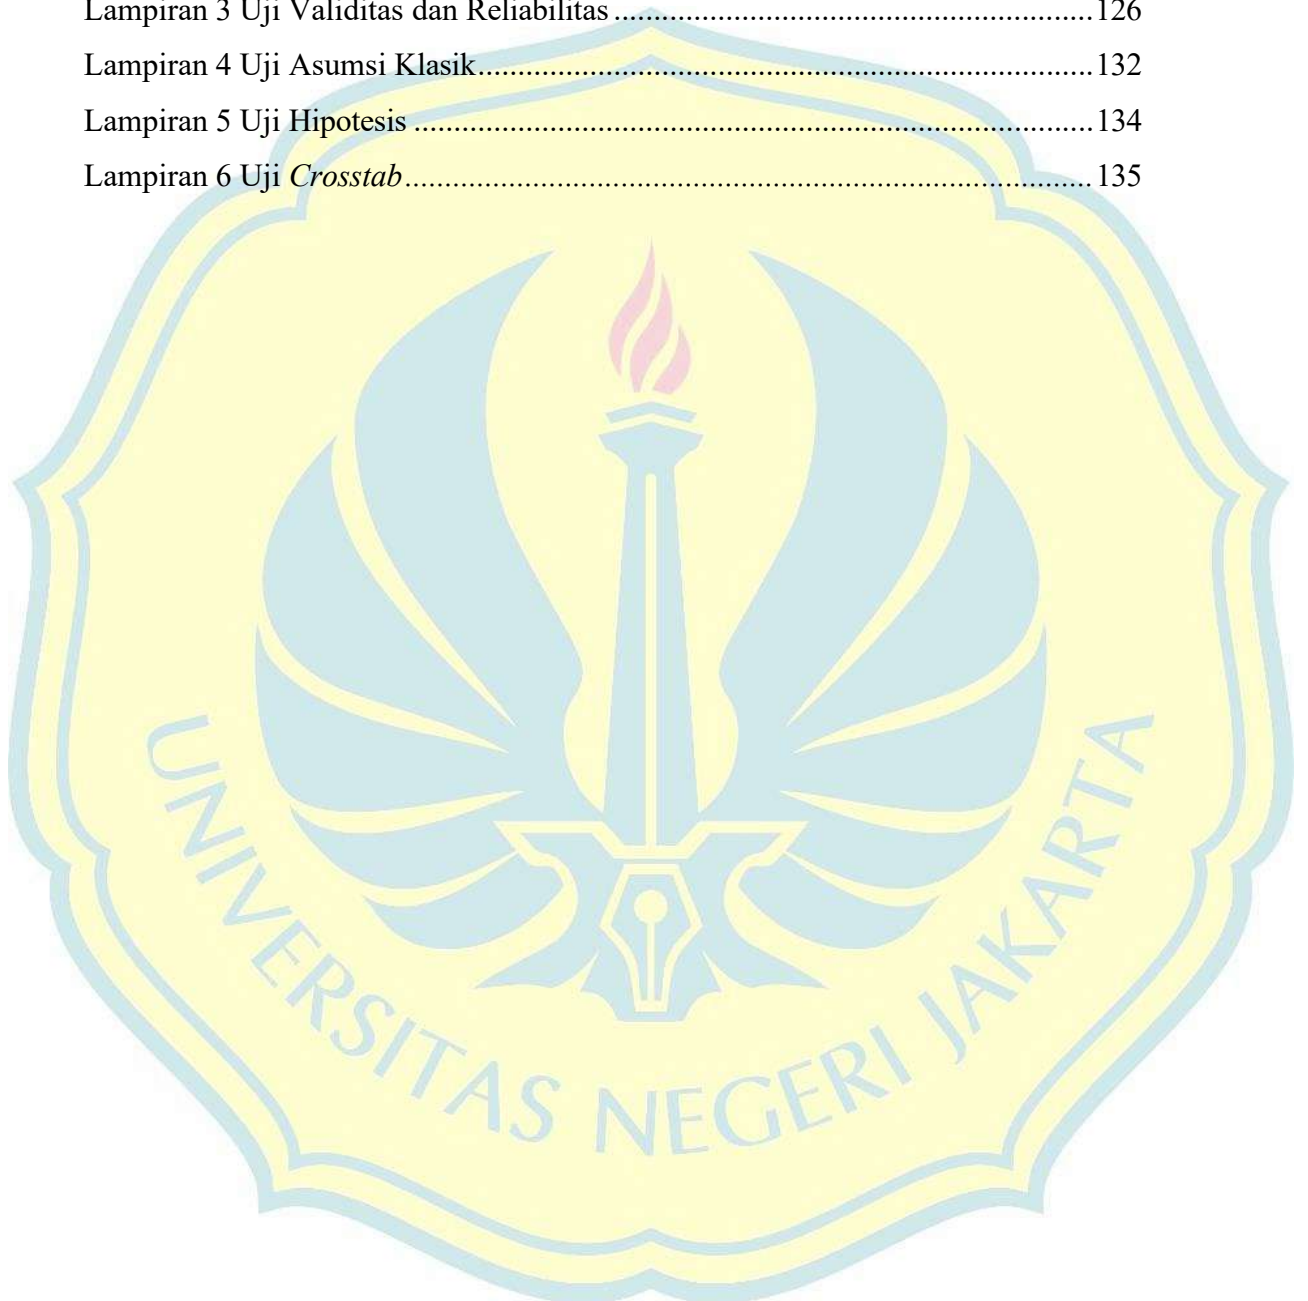 Lampiran 3 Uji Validitas dan Reliabilitas ............................................................ 126
Lampiran 4 Uji Asumsi Klasik ............................................................................. 132
Lampiran 5 Uji Hipotesis ..................................................................................... 134
Lampiran 6 Uji Crosstab ...................................................................................... 135
UNIVERSITAS NEGERI JAKARTA